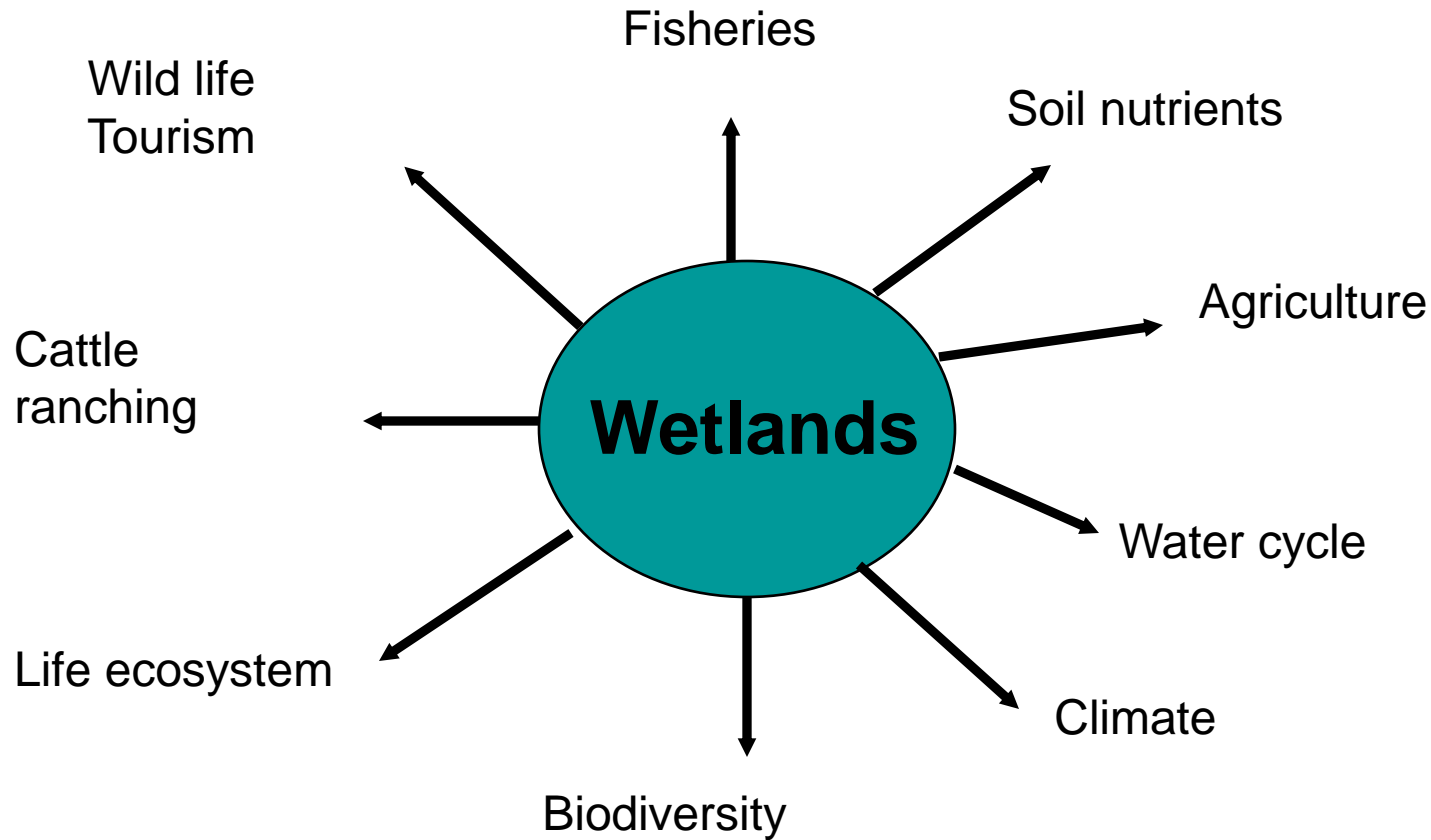 Fisheries
Wild life
Tourism
Soil nutrients
Agriculture
Cattle
ranching
Wetlands
Water cycle
Life ecosystem
Climate
Biodiversity